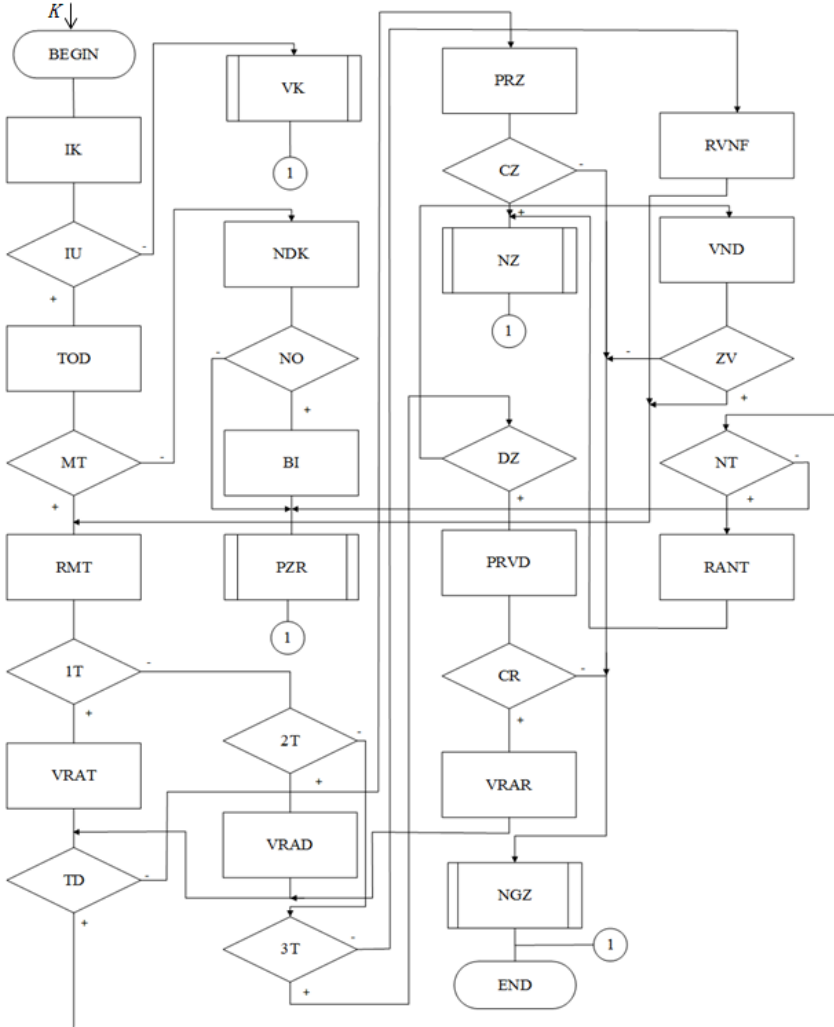 K
BEGIN
IK
IU
-
+
TOD
MT
-
+
RMT
1T
-
+
VRAT
TD
-
+
VK
1
NDK
NO
-
+
BI
PZR
1
2T
-
+
VRAD
3T
-
+
PRZ
CZ
-
+
NZ
1
DZ
+
PRVD
CR
-
+
VRAR
NGZ
1
END
RVNF
VND
ZV
-
+
NT
-
+
RANT